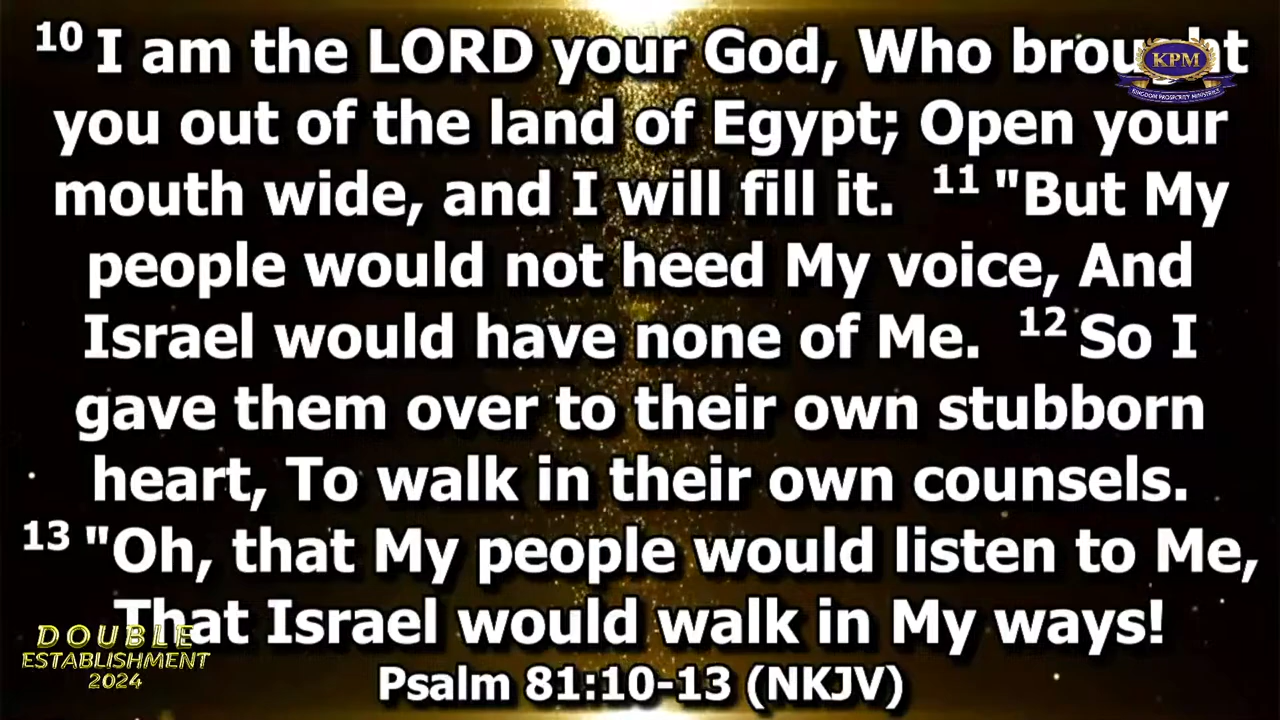 10 I am the LORD your God, Who brought
you out of the land of Egypt; Open your
mouth wide, and I will fill it. 11 "But My
people would not heed My voice, And
Israel would have none of Me. 12 So I
gave them over to their own stubborn
heart, To walk in their own counsels.
13 "Oh, that My people would listen to Me,
That Israel would walk in My ways!
Psalm 81:10-13 (NKJV)
KPM
KINGDOM PROSPERITY MINISTRIES
DOUBLE
ESTABLISHMENT
2024